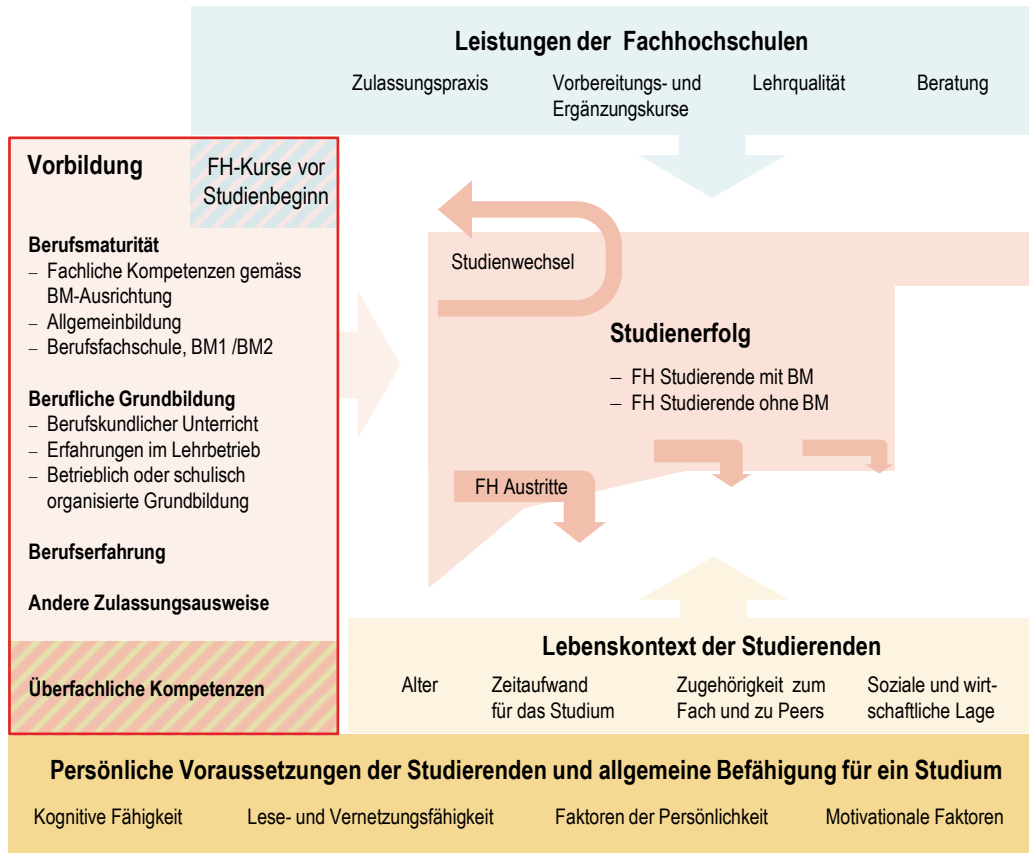 Leistungen der Fachhochschulen
Zulassungspraxis
Vorbereitungs- und
Ergänzungskurse
Lehrqualität
Beratung
Vorbildung
FH-Kurse vor
Studienbeginn
Berufsmaturität
– Fachliche Kompetenzen gemäss
BM-Ausrichtung
– Allgemeinbildung
– Berufsfachschule, BM1 /BM2
Berufliche Grundbildung
– Berufskundlicher Unterricht
– Erfahrungen im Lehrbetrieb
– Betrieblich oder schulisch
organisierte Grundbildung
Berufserfahrung
Andere Zulassungsausweise
Überfachliche Kompetenzen
Studienwechsel
Studienerfolg
– FH Studierende mit BM
– FH Studierende ohne BM
FH Austritte
Lebenskontext der Studierenden
Alter
Zeitaufwand
für das Studium
Zugehörigkeit zum
Fach und zu Peers
Soziale und wirt-
schaftliche Lage
Persönliche Voraussetzungen der Studierenden und allgemeine Befähigung für ein Studium
Kognitive Fähigkeit
Lese- und Vernetzungsfähigkeit
Faktoren der Persönlichkeit
Motivationale Faktoren